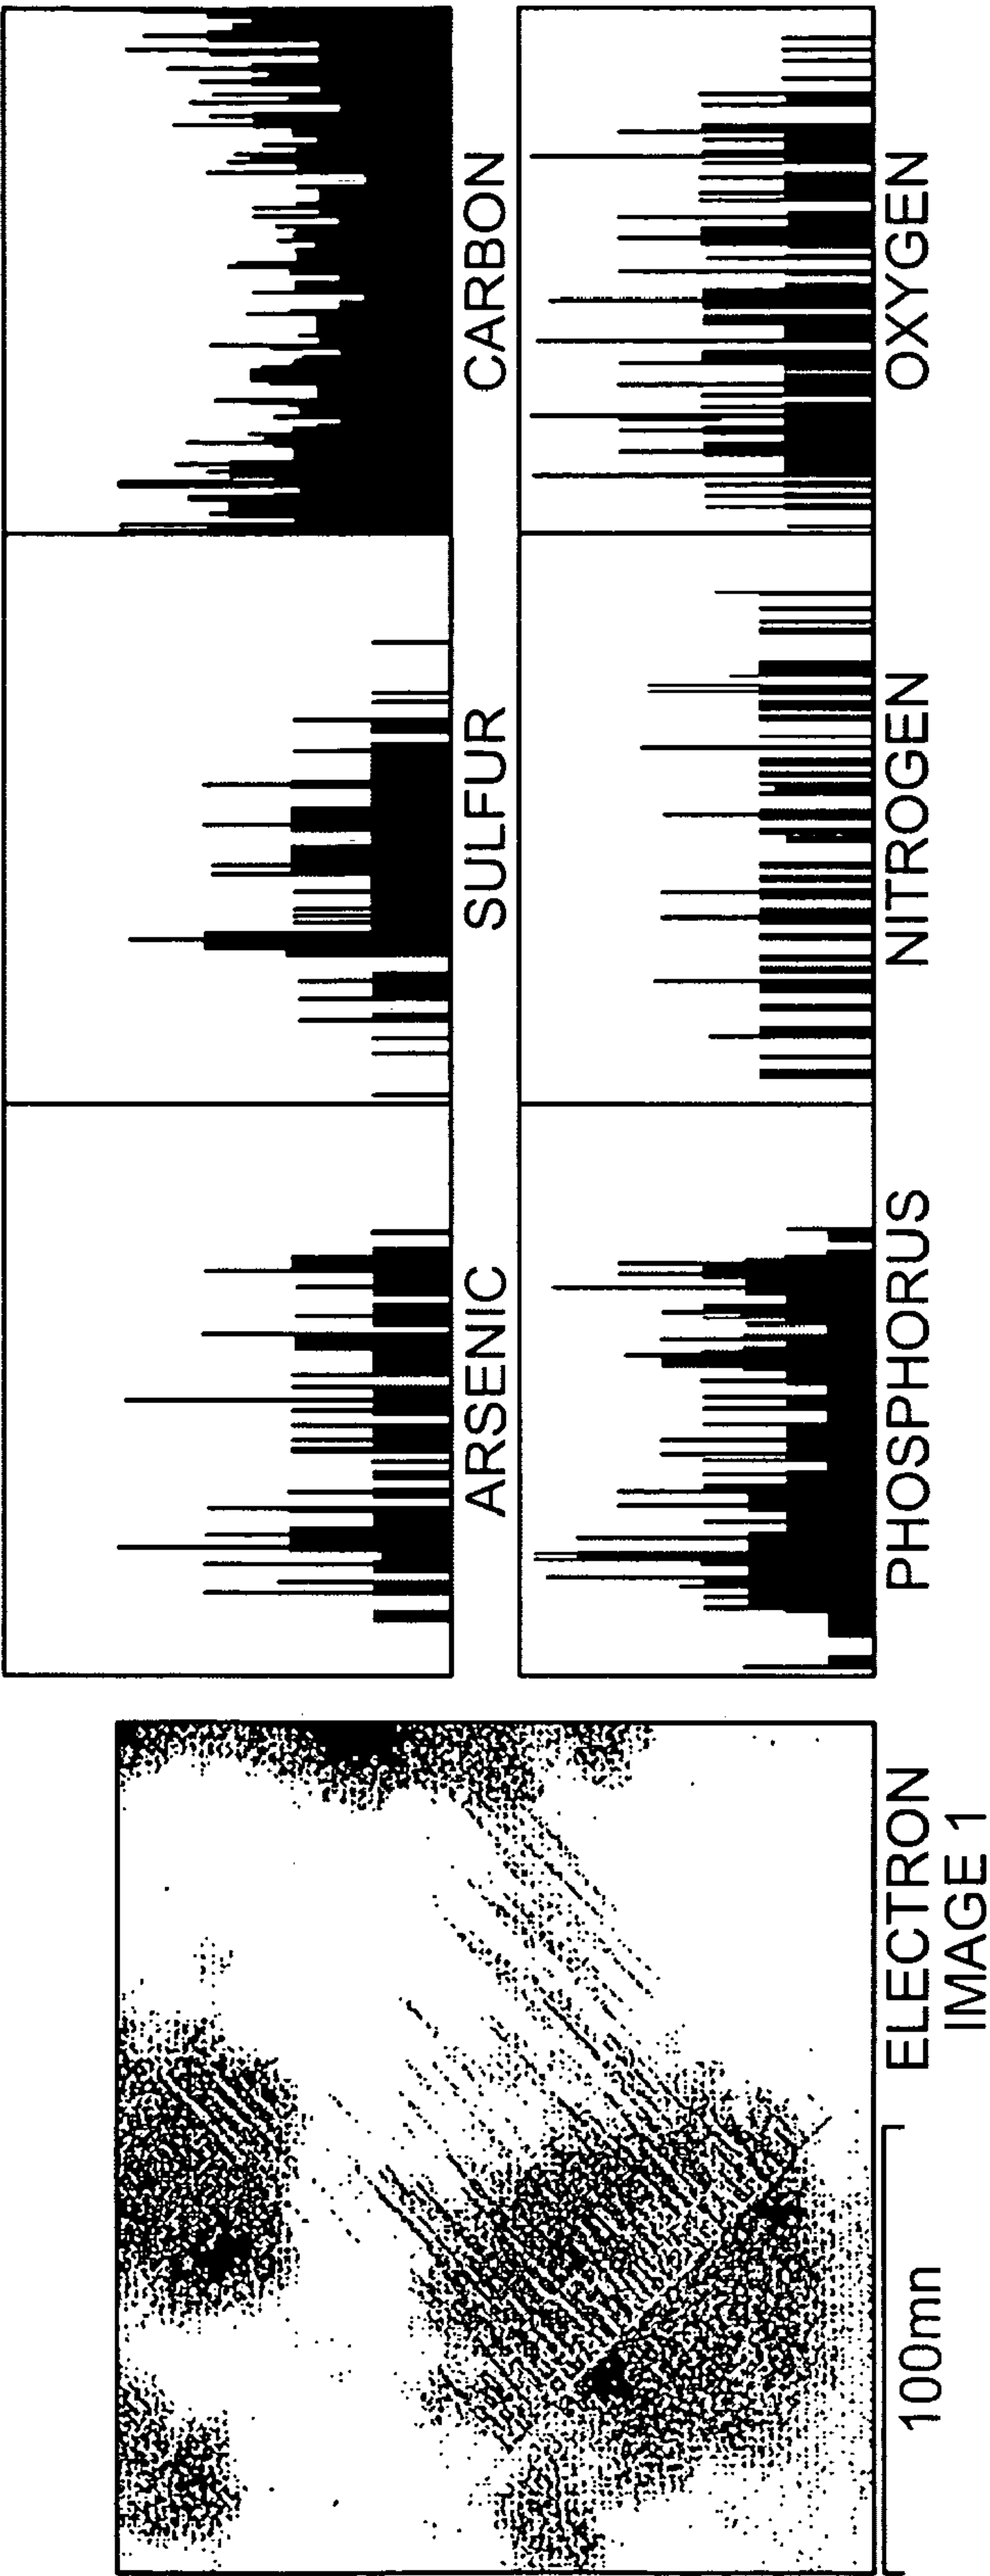 ARSENIC
SULFUR
CARBON
100mn
ELECTRON
IMAGE 1
PHOSPHORUS
NITROGEN
OXYGEN